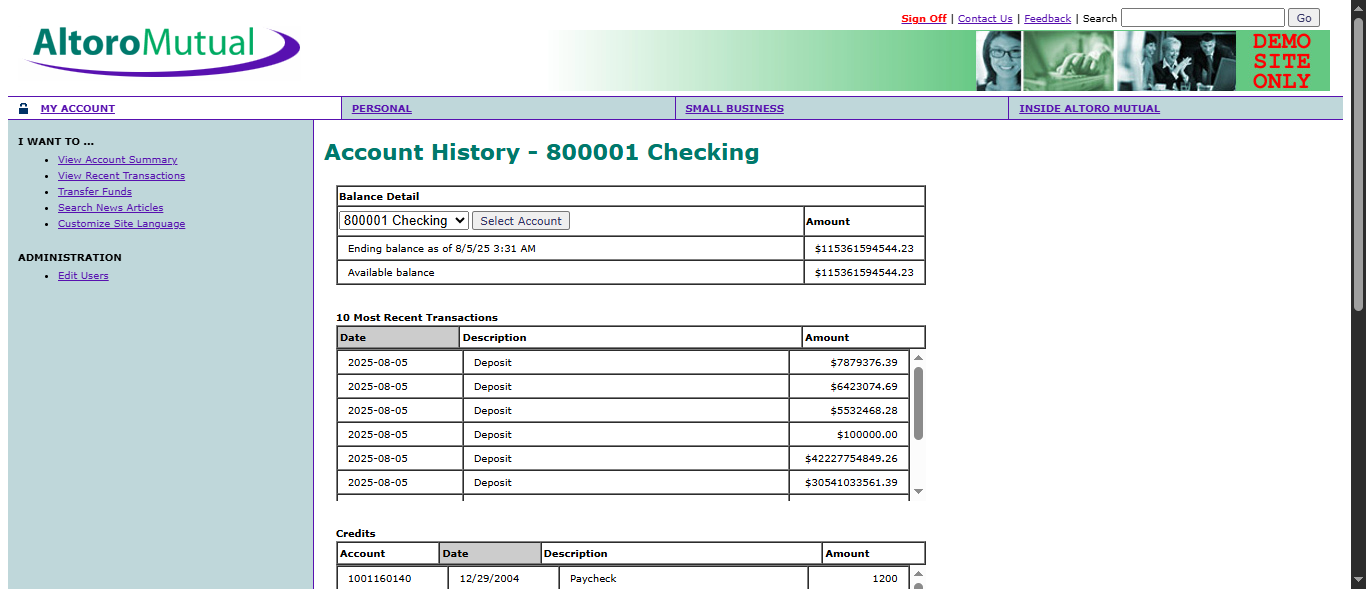 Sign Off | Contact Us | Feedback | Search Go
AltoroMutual
DEMO
SITE
ONLY
MY ACCOUNT PERSONAL SMALL BUSINESS INSIDE ALTORO MUTUAL
I WANT TO ...
• View Account Summary
• View Recent Transactions
• Transfer Funds
• Search News Articles
• Customize Site Language
ADMINISTRATION
• Edit Users
Account History - 800001 Checking
Balance Detail
800001 Checking Select Account Amount
Ending balance as of 8/5/25 3:31 AM $115361594544.23
Available balance $115361594544.23
10 Most Recent Transactions
Date Description Amount
2025-08-05 Deposit $7879376.39
2025-08-05 Deposit $6423074.69
2025-08-05 Deposit $5532468.28
2025-08-05 Deposit $100000.00
2025-08-05 Deposit $42227754849.26
2025-08-05 Deposit $30541033561.39
Credits
Account Date Description Amount
1001160140 12/29/2004 Paycheck 1200